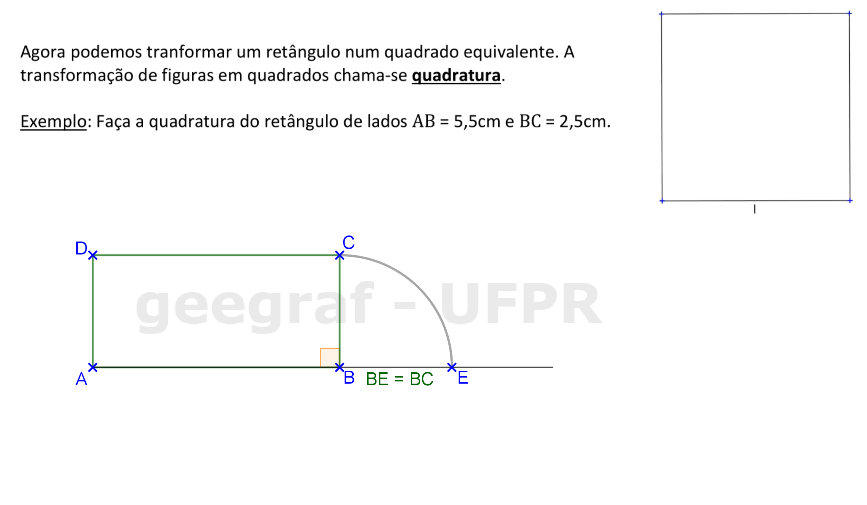 Agora podemos tranformar um retângulo num quadrado equivalente. A
transformação de figuras em quadrados chama-se quadratura.
Exemplo: Faça a quadratura do retângulo de lados AB = 5,5cm e BC = 2,5cm.
l
D
C
geegraf - UFPR
A
B
BE = BC
E